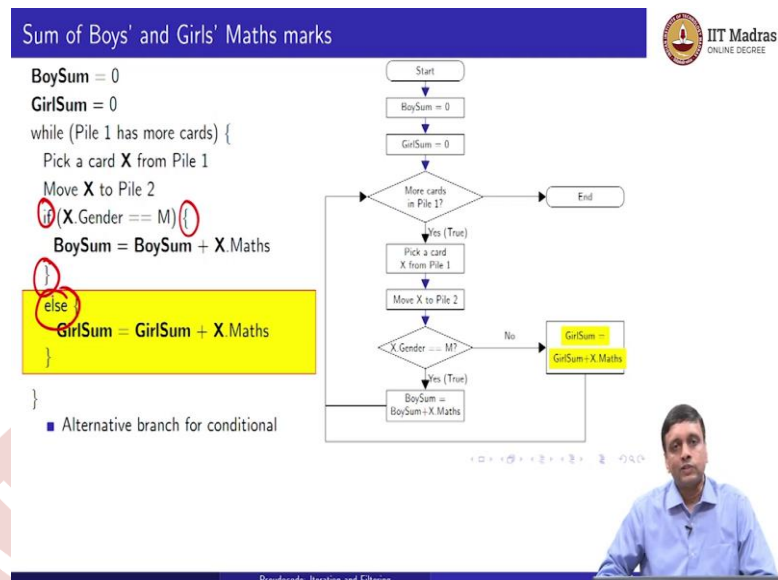 Sum of Boys' and Girls' Maths marks
IIT Madras
ONLINE DEGREE
BoySum = 0
GirlSum = 0
while (Pile 1 has more cards) {
Pick a card X from Pile 1
Move X to Pile 2
if (X.Gender == M) {
BoySum = BoySum + X.Maths
}
else {
GirlSum = GirlSum + X.Maths
}
}
Alternative branch for conditional
Start
BoySum = 0
GirlSum = 0
More cards
in Pile 1?
End
Yes (True)
Pick a card
X from Pile 1
Move X to Pile 2
X.Gender == M?
No
GirlSum =
GirlSum+X.Maths
Yes (True)
BoySum =
BoySum+X.Maths
Pseudocode: Iteration and Filtering